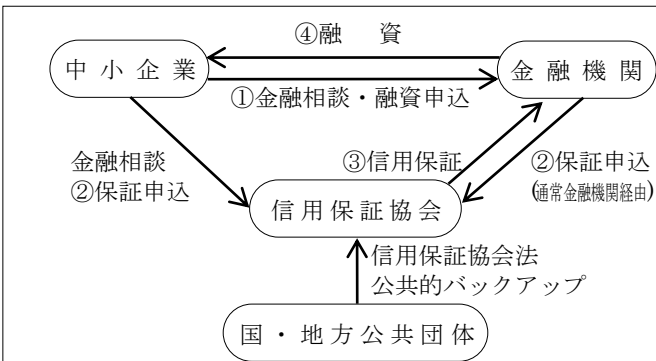 ④融 資
中小企業
金融機関
①金融相談・融資申込
金融相談
②保証申込
③信用保証
②保証申込
(通常金融機関経由)
信用保証協会
信用保証協会法
公共的バックアップ
国・地方公共団体